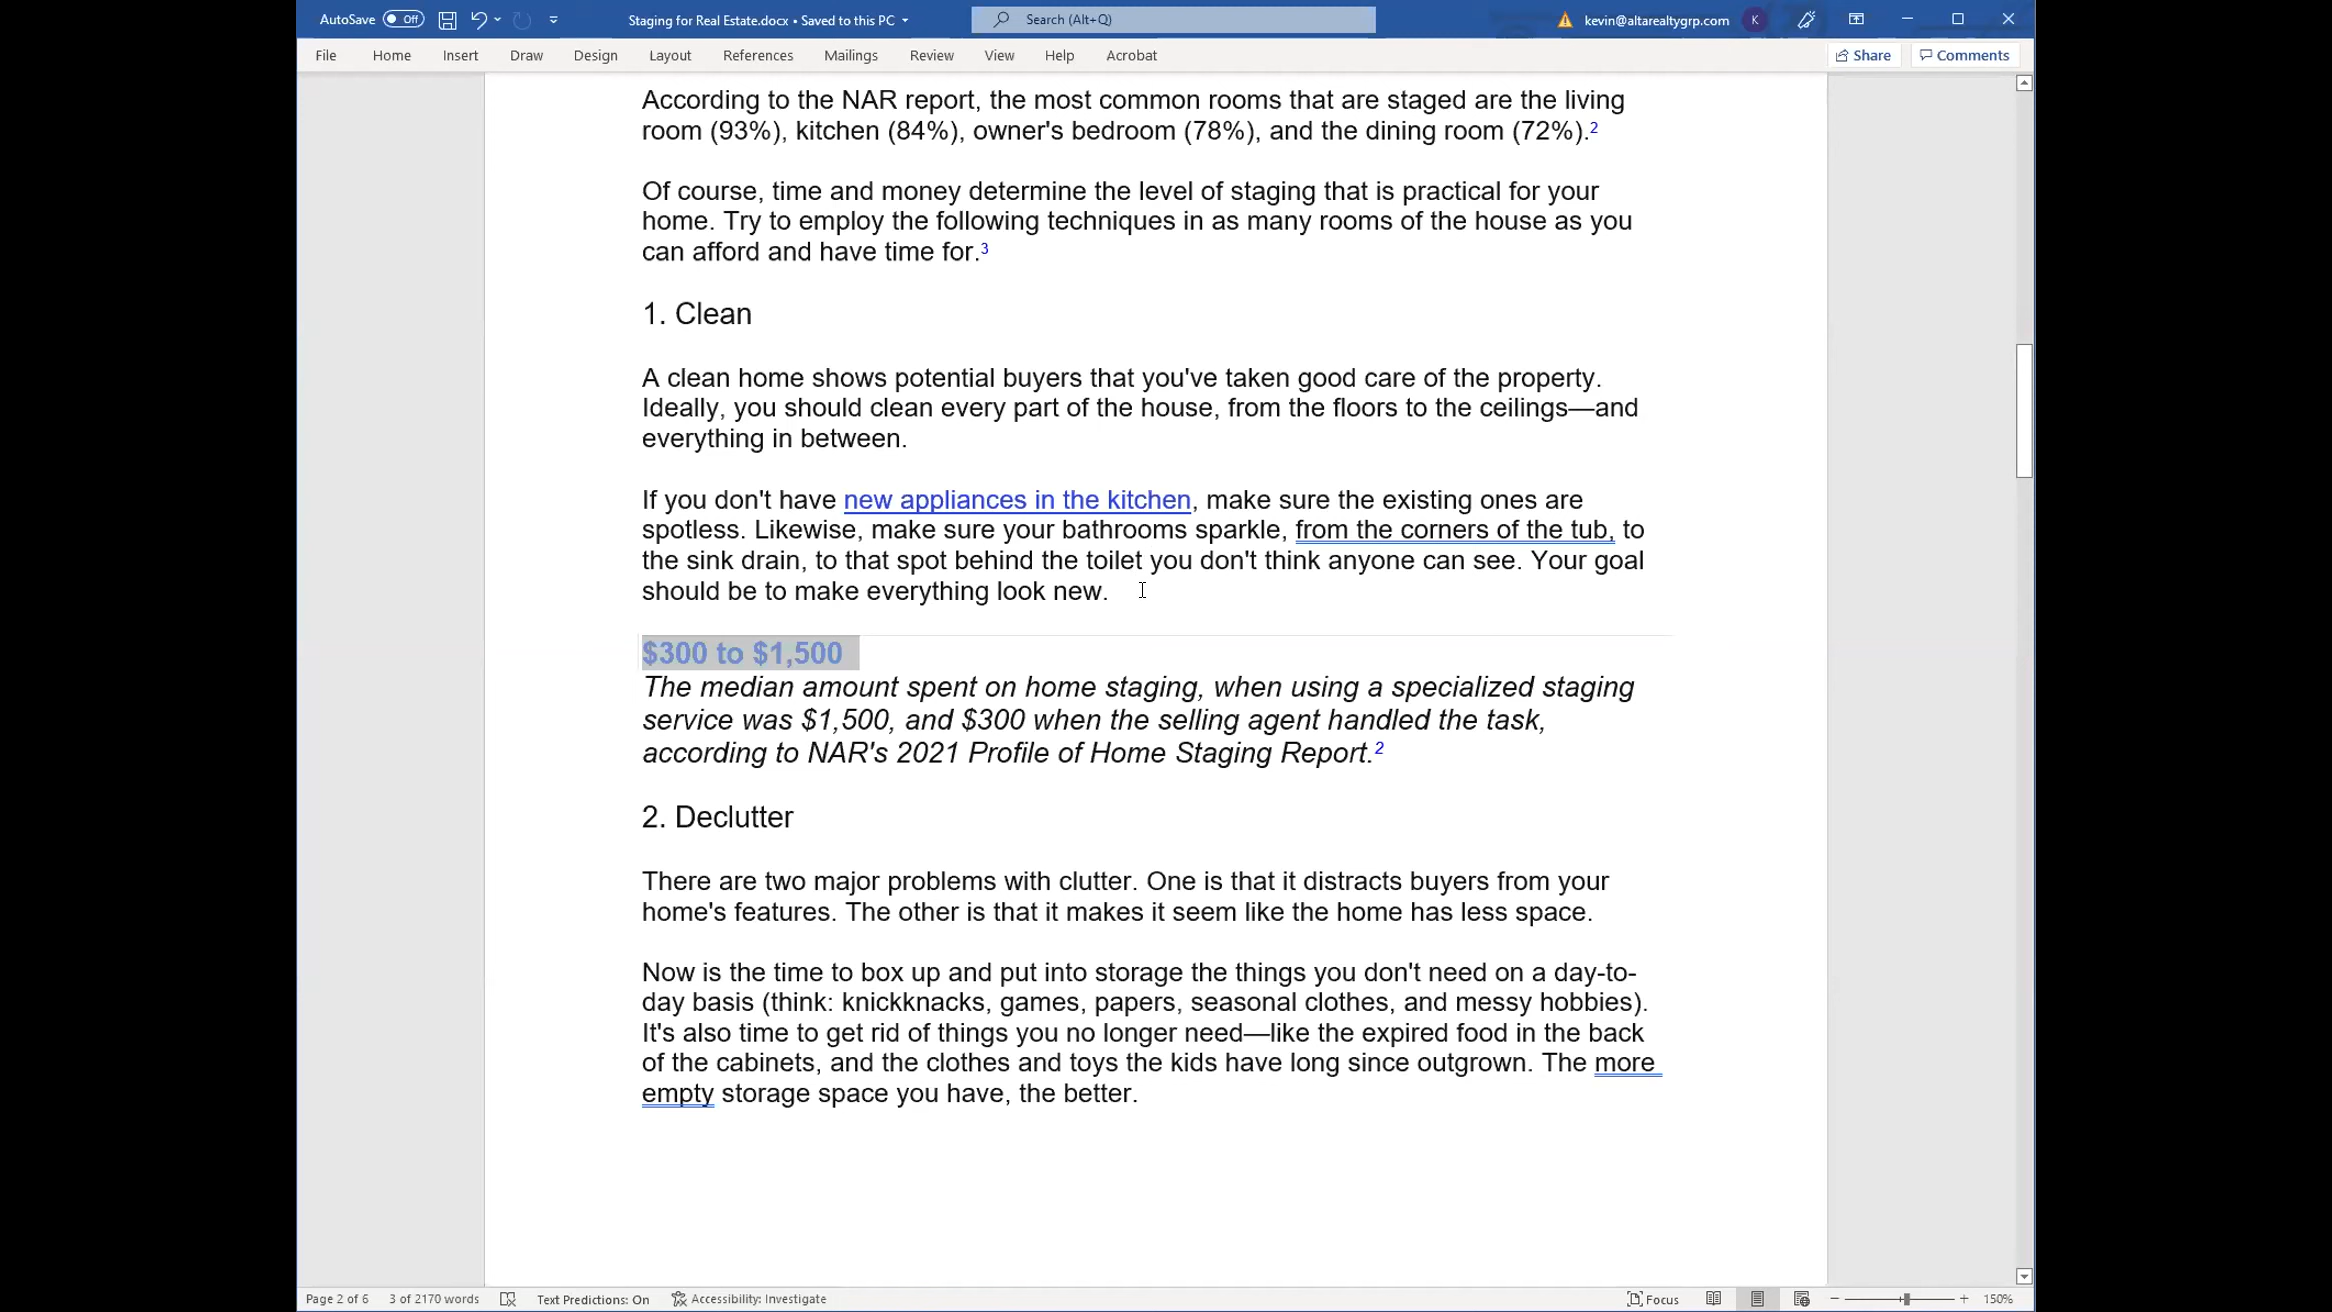 AutoSave Off Staging for Real Estate.docx • Saved to this PC Search (Alt+Q) kevin@altarealtygrp.com K
File Home Insert Draw Design Layout References Mailings Review View Help Acrobat Share Comments
According to the NAR report, the most common rooms that are staged are the living
room (93%), kitchen (84%), owner's bedroom (78%), and the dining room (72%).2
Of course, time and money determine the level of staging that is practical for your
home. Try to employ the following techniques in as many rooms of the house as you
can afford and have time for.3
1. Clean
A clean home shows potential buyers that you've taken good care of the property.
Ideally, you should clean every part of the house, from the floors to the ceilings—and
everything in between.
If you don't have new appliances in the kitchen, make sure the existing ones are
spotless. Likewise, make sure your bathrooms sparkle, from the corners of the tub, to
the sink drain, to that spot behind the toilet you don't think anyone can see. Your goal
should be to make everything look new.
$300 to $1,500
The median amount spent on home staging, when using a specialized staging
service was $1,500, and $300 when the selling agent handled the task,
according to NAR's 2021 Profile of Home Staging Report.2
2. Declutter
There are two major problems with clutter. One is that it distracts buyers from your
home's features. The other is that it makes it seem like the home has less space.
Now is the time to box up and put into storage the things you don't need on a day-to-
day basis (think: knickknacks, games, papers, seasonal clothes, and messy hobbies).
It's also time to get rid of things you no longer need—like the expired food in the back
of the cabinets, and the clothes and toys the kids have long since outgrown. The more
empty storage space you have, the better.
Page 2 of 6 3 of 2170 words Text Predictions: On Accessibility: Investigate Focus 150%